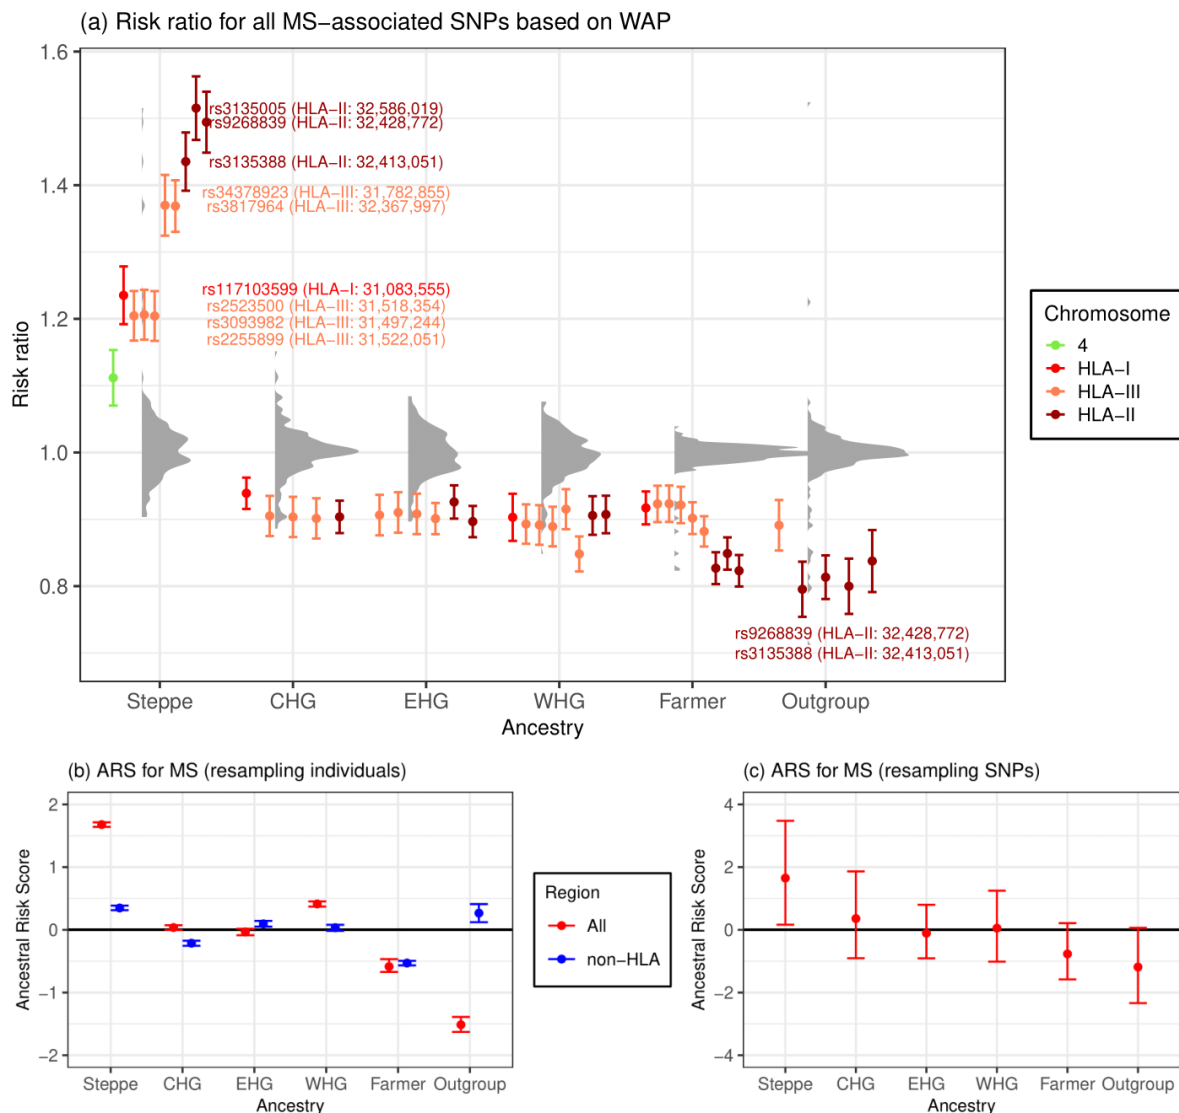 (a) Risk ratio for all MS−associated SNPs based on WAP
1.6
1.4
1.2
1.0
0.8
Risk ratio
rs3135005 (HLA−II: 32,586,019)
rs9268839 (HLA−II: 32,428,772)
rs3135388 (HLA−II: 32,413,051)
rs34378923 (HLA−III: 31,782,855)
rs3817964 (HLA−III: 32,367,997)
rs117103599 (HLA−I: 31,083,555)
rs2523500 (HLA−III: 31,518,354)
rs3093982 (HLA−III: 31,497,244)
rs2255899 (HLA−III: 31,522,051)
rs9268839 (HLA−II: 32,428,772)
rs3135388 (HLA−II: 32,413,051)
Steppe CHG EHG WHG Farmer Outgroup
Ancestry
Chromosome
4
HLA−I
HLA−III
HLA−II
(b) ARS for MS (resampling individuals)
2
1
0
−1
−2
Ancestral Risk Score
Steppe CHG EHG WHG Farmer Outgroup
Ancestry
Region
All
non−HLA
(c) ARS for MS (resampling SNPs)
4
2
0
−2
−4
Ancestral Risk Score
Steppe CHG EHG WHG Farmer Outgroup
Ancestry